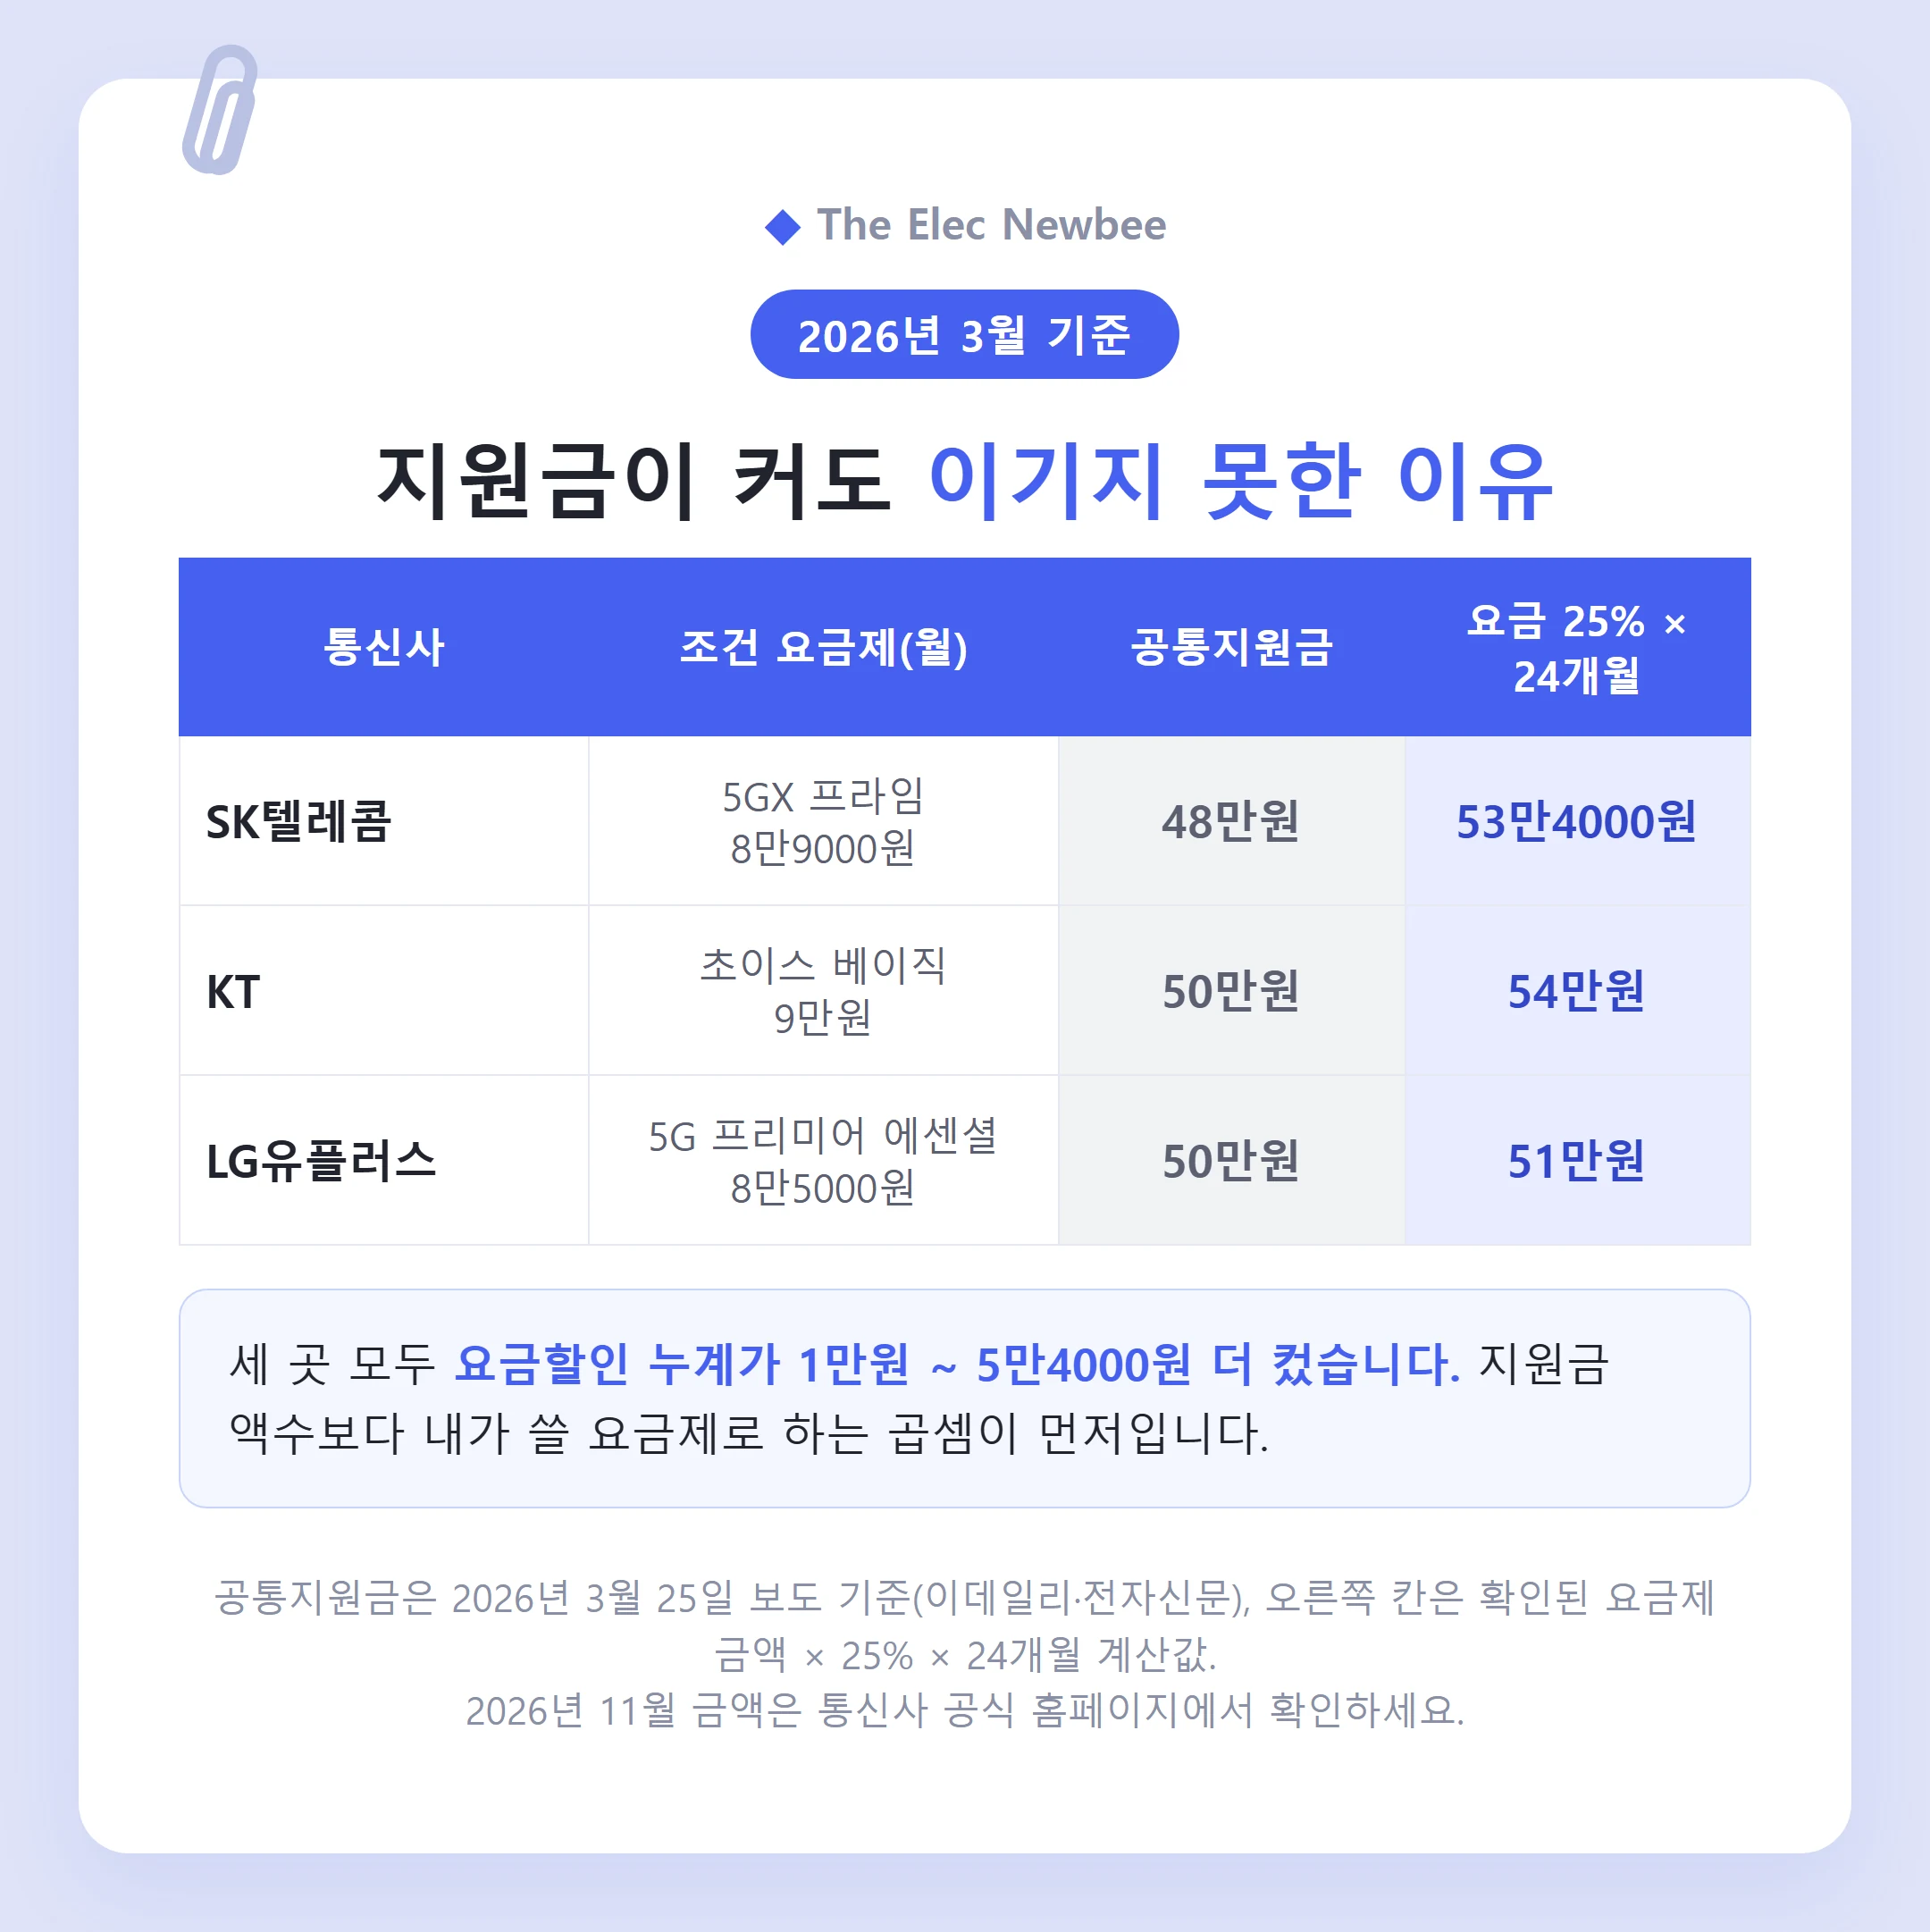 The Elec Newbee
2026년 3월 기준
지원금이 커도 이기지 못한 이유
통신사
조건 요금제(월)
공통지원금
요금 25% ×
24개월
SK텔레콤
5GX 프라임
8만9000원
48만원
53만4000원
KT
초이스 베이직
9만원
50만원
54만원
LG유플러스
5G 프리미어 에센셜
8만5000원
50만원
51만원
세 곳 모두 요금할인 누계가 1만원 ~ 5만4000원 더 컸습니다. 지원금
액수보다 내가 쓸 요금제로 하는 곱셈이 먼저입니다.
공통지원금은 2026년 3월 25일 보도 기준(이데일리·전자신문), 오른쪽 칸은 확인된 요금제
금액 × 25% × 24개월 계산값.
2026년 11월 금액은 통신사 공식 홈페이지에서 확인하세요.